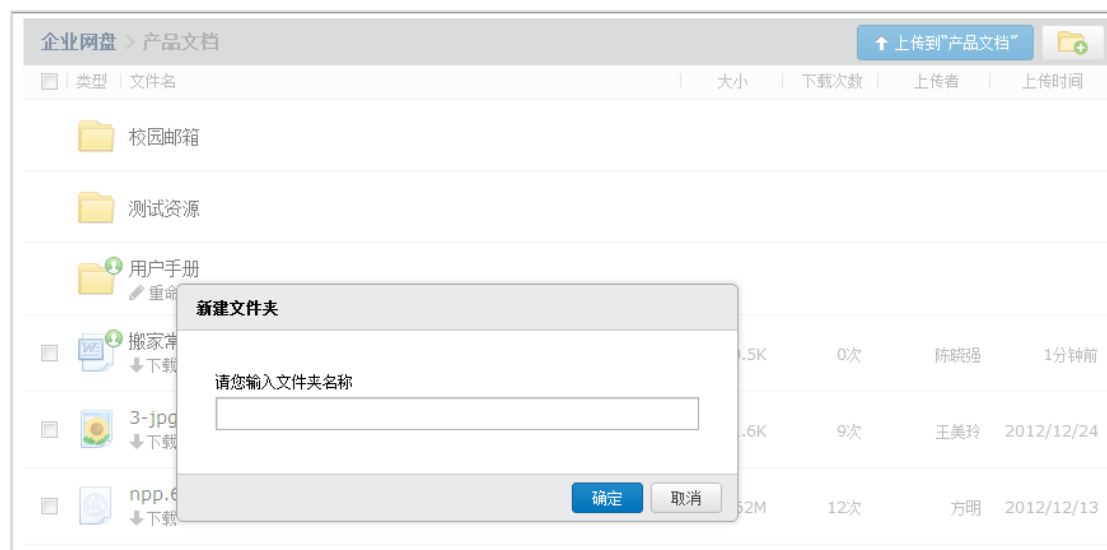 企业网盘 > 产品文档 上传到"产品文档"
类型 文件名 大小 下载次数 上传者 上传时间
校园邮箱
测试资源
用户手册
重命
新建文件夹
搬家常
下载 .5K 0次 陈晓强 1分钟前
请您输入文件夹名称
3-jpg
下载 .6K 9次 王美玲 2012/12/24
npp.6
下载 52M 12次 方明 2012/12/13
确定 取消